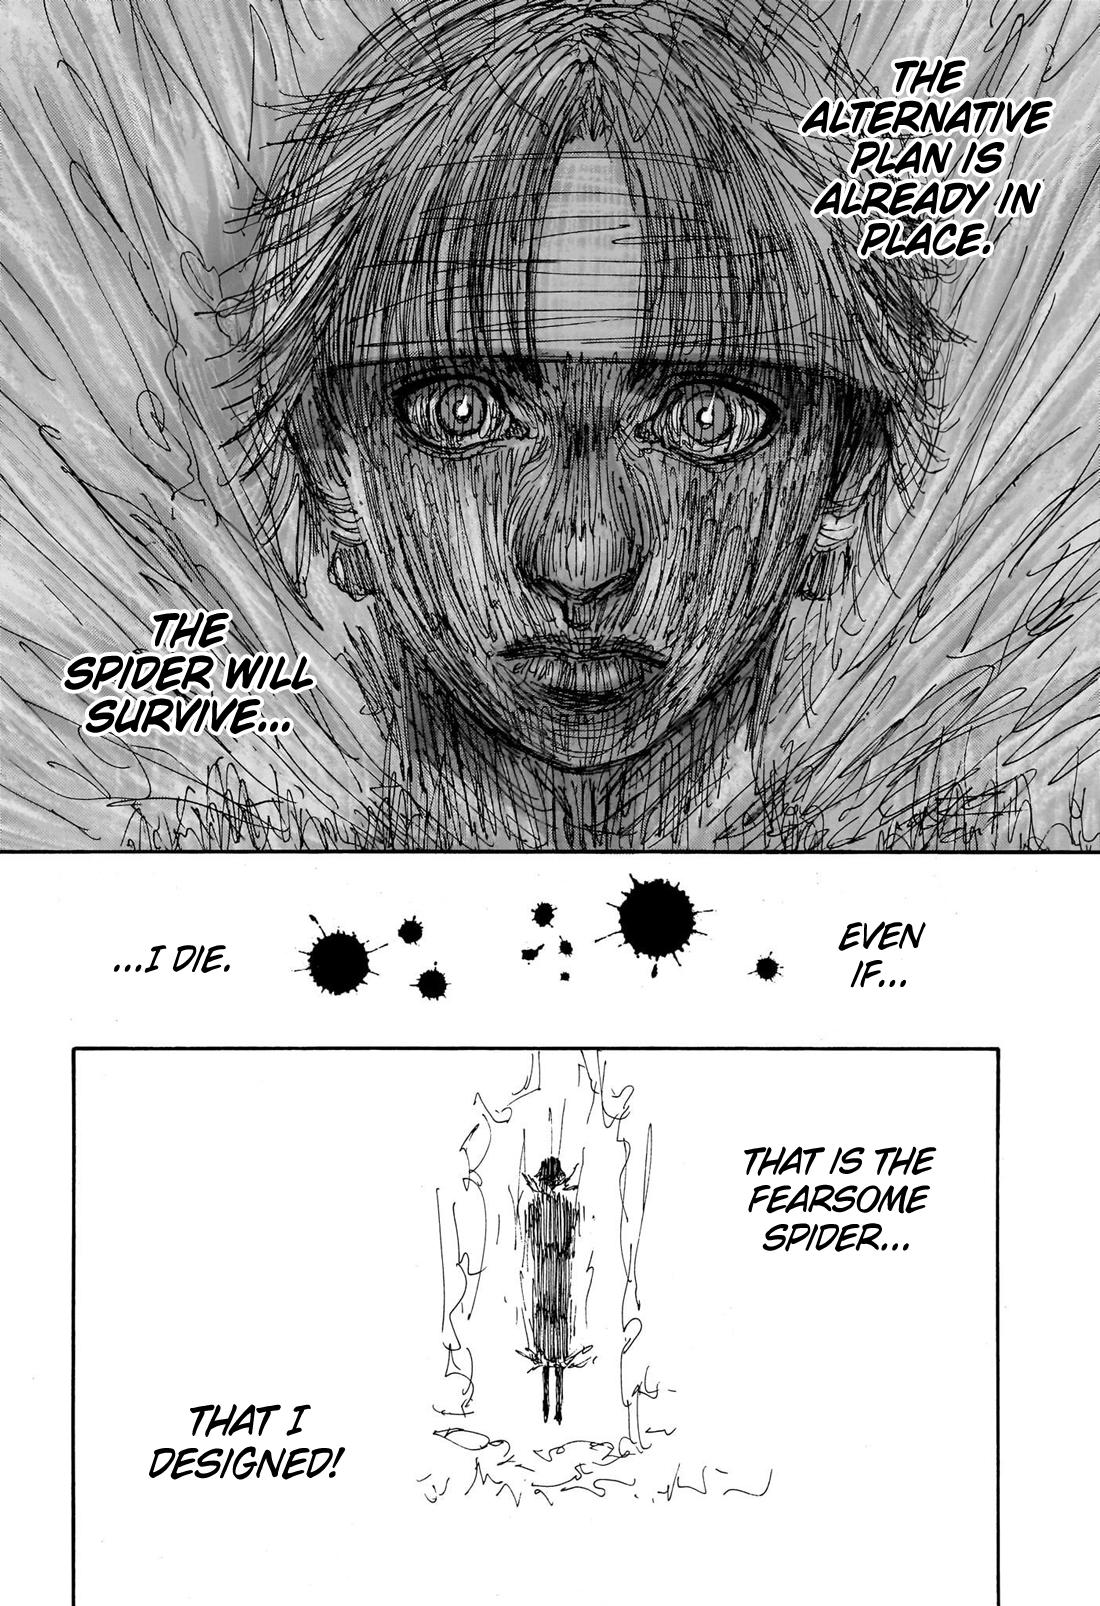 THE
ALTERNATIVE
PLAN IS
ALREADY IN
PLACE.
THE
SPIDER WILL
SURVIVE...
EVEN
IF...
...I DIE.
THAT IS THE
FEARSOME
SPIDER...
THAT I
DESIGNED!